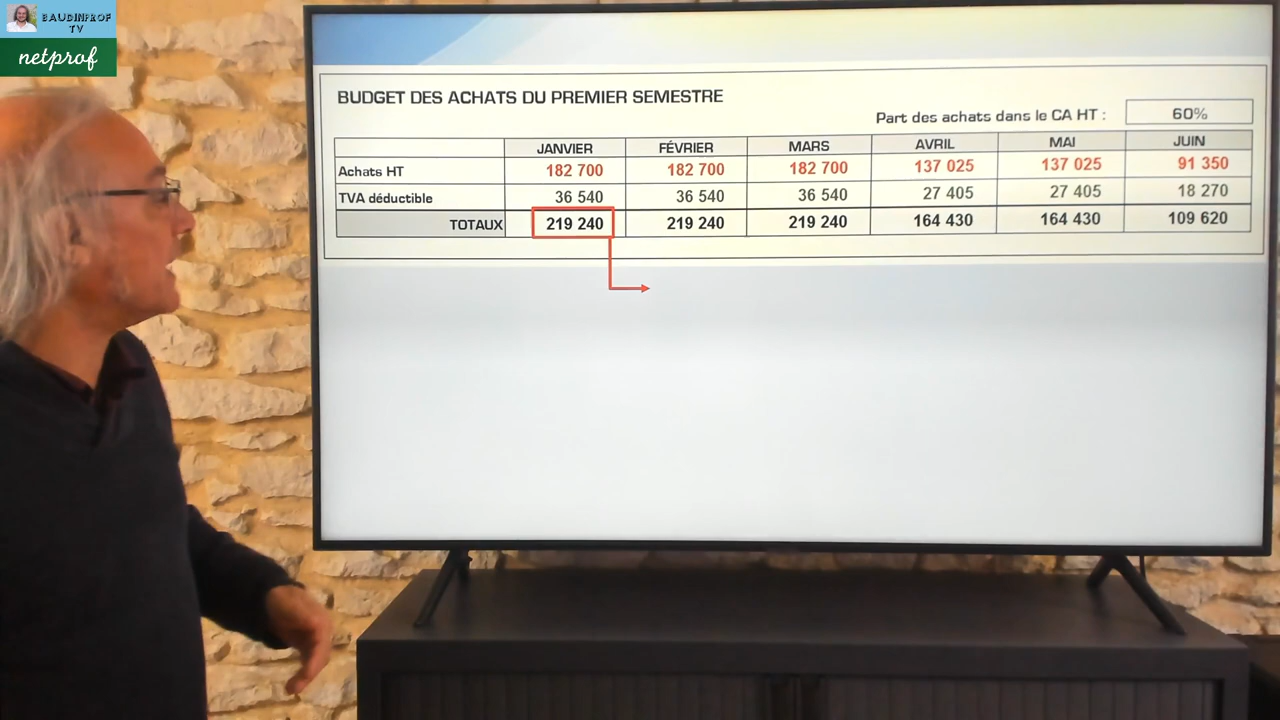 BAUDINPROF
TV
netprof
BUDGET DES ACHATS DU PREMIER SEMESTRE
Part des achats dans le CA HT : 60%
JANVIER FÉVRIER MARS AVRIL MAI JUIN
Achats HT 182 700 182 700 182 700 137 025 137 025 91 350
TVA déductible 36 540 36 540 36 540 27 405 27 405 18 270
TOTAUX 219 240 219 240 219 240 164 430 164 430 109 620